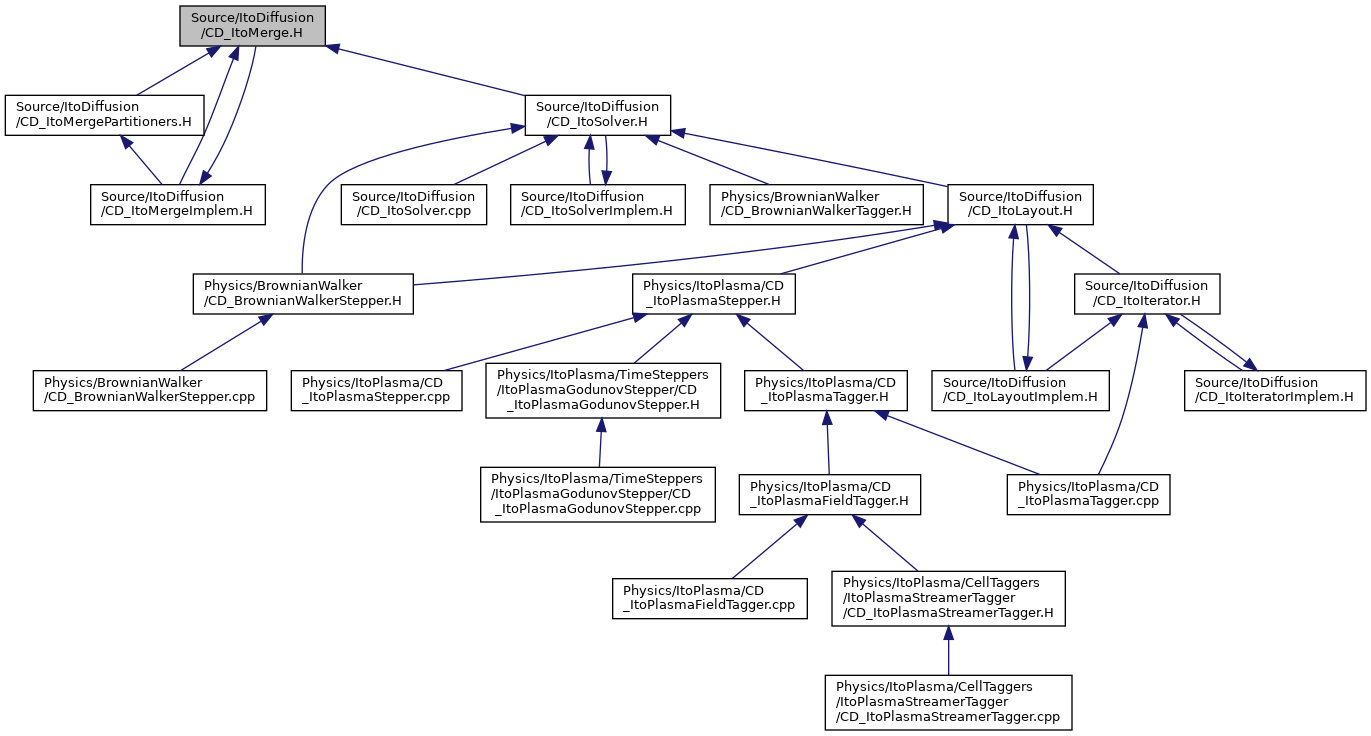 Source/ItoDiffusion
/CD_ItoMerge.H
Source/ItoDiffusion
/CD_ItoMergePartitioners.H
Source/ItoDiffusion
/CD_ItoSolver.H
Source/ItoDiffusion
/CD_ItoMergeImplem.H
Source/ItoDiffusion
/CD_ItoSolver.cpp
Source/ItoDiffusion
/CD_ItoSolverImplem.H
Physics/BrownianWalker
/CD_BrownianWalkerTagger.H
Source/ItoDiffusion
/CD_ItoLayout.H
Physics/BrownianWalker
/CD_BrownianWalkerStepper.H
Physics/ItoPlasma/CD
_ItoPlasmaStepper.H
Source/ItoDiffusion
/CD_ItoIterator.H
Physics/BrownianWalker
/CD_BrownianWalkerStepper.cpp
Physics/ItoPlasma/CD
_ItoPlasmaStepper.cpp
Physics/ItoPlasma/TimeSteppers
/ItoPlasmaGodunovStepper/CD
_ItoPlasmaGodunovStepper.H
Physics/ItoPlasma/CD
_ItoPlasmaTagger.H
Source/ItoDiffusion
/CD_ItoLayoutImplem.H
Source/ItoDiffusion
/CD_ItoIteratorImplem.H
Physics/ItoPlasma/TimeSteppers
/ItoPlasmaGodunovStepper/CD
_ItoPlasmaGodunovStepper.cpp
Physics/ItoPlasma/CD
_ItoPlasmaFieldTagger.H
Physics/ItoPlasma/CD
_ItoPlasmaTagger.cpp
Physics/ItoPlasma/CD
_ItoPlasmaFieldTagger.cpp
Physics/ItoPlasma/CellTaggers
/ItoPlasmaStreamerTagger
/CD_ItoPlasmaStreamerTagger.H
Physics/ItoPlasma/CellTaggers
/ItoPlasmaStreamerTagger
/CD_ItoPlasmaStreamerTagger.cpp